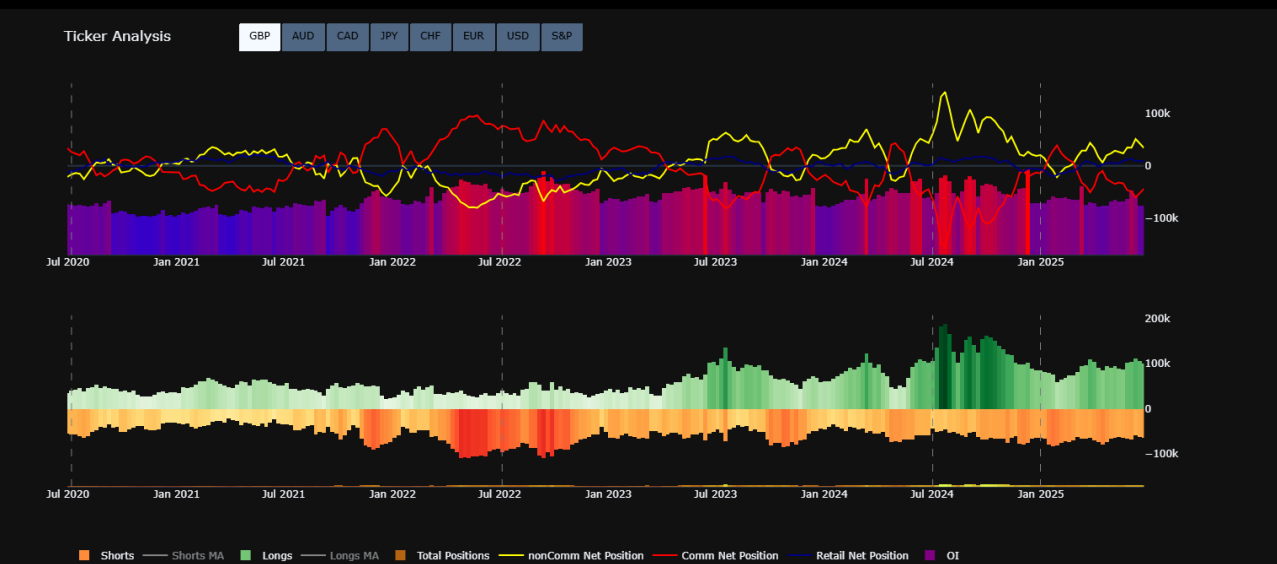 Ticker Analysis GBP AUD CAD JPY CHF EUR USD S&P
100k
0
−100k
Jul 2020 Jan 2021 Jul 2021 Jan 2022 Jul 2022 Jan 2023 Jul 2023 Jan 2024 Jul 2024 Jan 2025
200k
100k
0
−100k
Jul 2020 Jan 2021 Jul 2021 Jan 2022 Jul 2022 Jan 2023 Jul 2023 Jan 2024 Jul 2024 Jan 2025
Shorts Shorts MA Longs Longs MA Total Positions nonComm Net Position Comm Net Position Retail Net Position OI